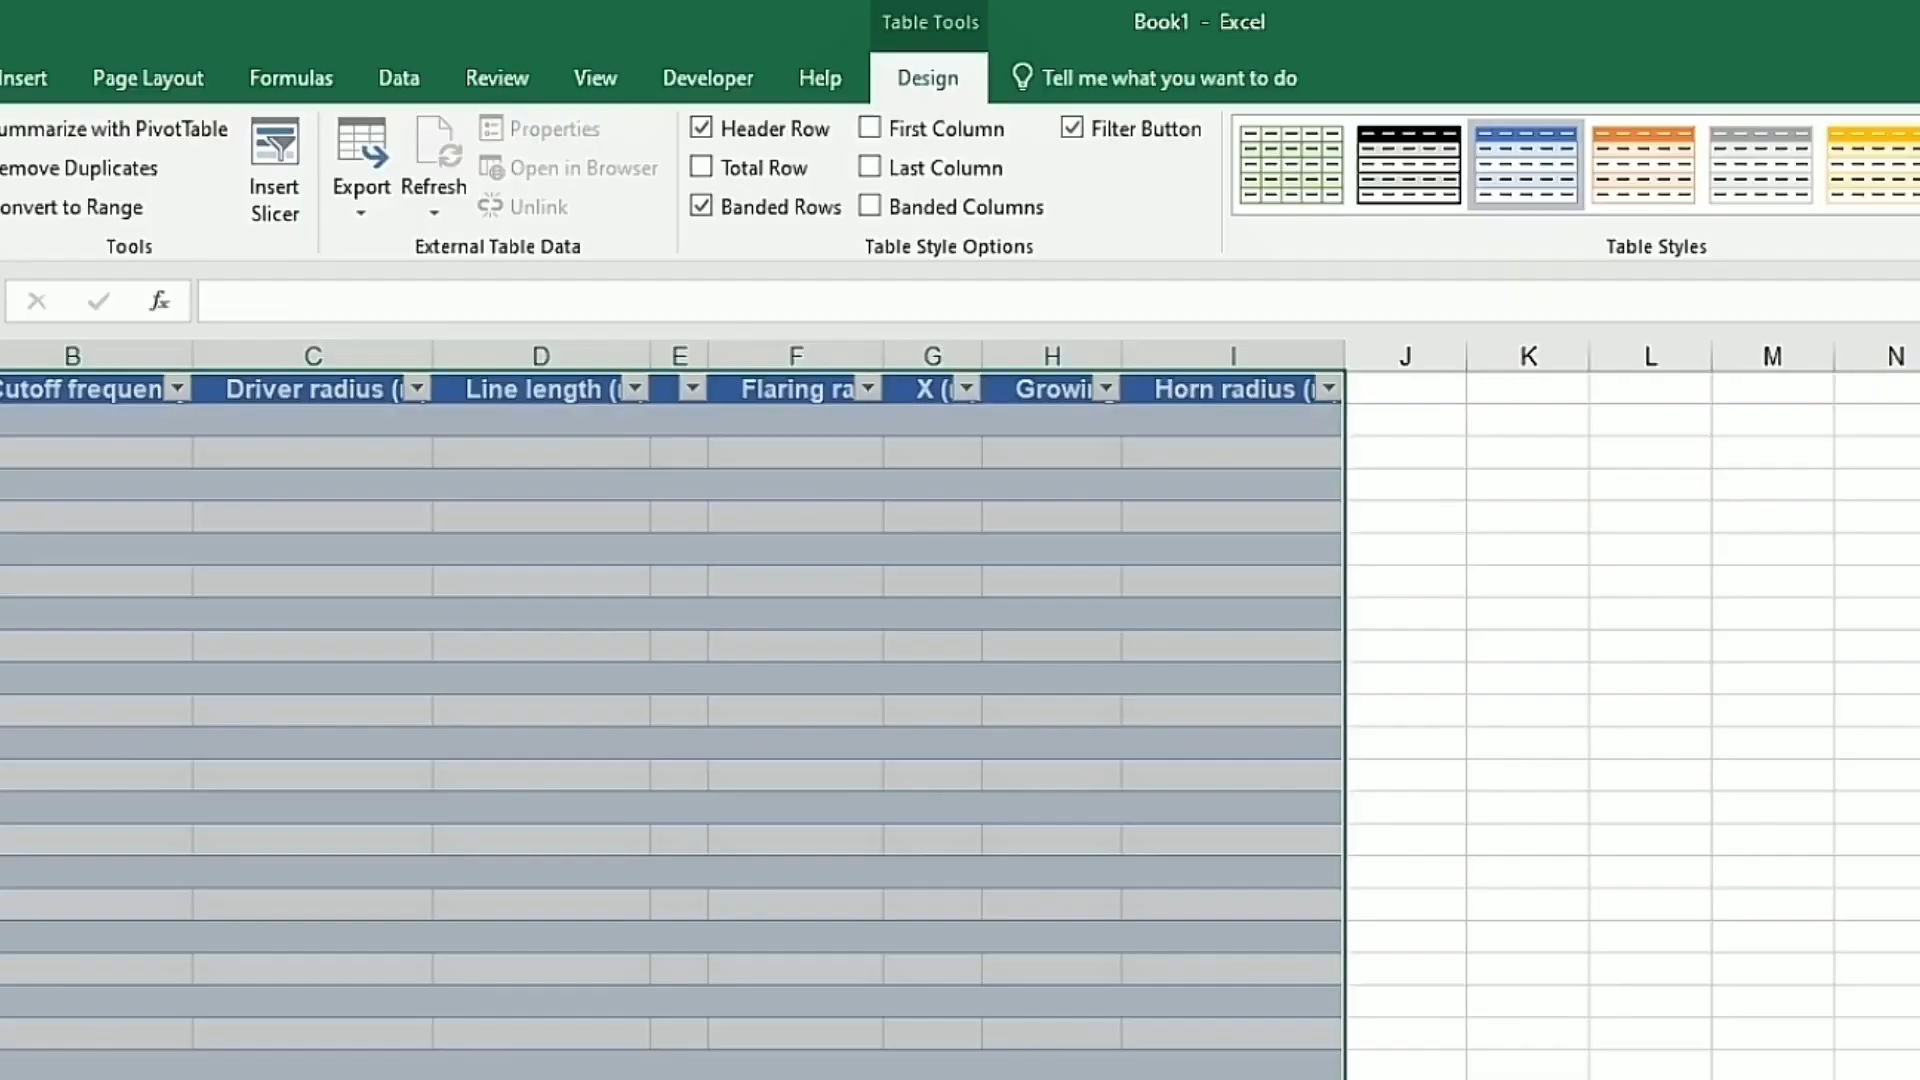 Table Tools
Book1 - Excel
Insert Page Layout Formulas Data Review View Developer Help Design Tell me what you want to do
ummarize with PivotTable
emove Duplicates
onvert to Range
Tools
Insert Slicer
Export
Refresh
Properties
Open in Browser
Unlink
External Table Data
Header Row
Total Row
Banded Rows
First Column
Last Column
Banded Columns
Filter Button
Table Style Options
Table Styles
fx
B C D E F G H I J K L M N
Cutoff frequen Driver radius ( Line length ( Flaring ra X ( Growi Horn radius (